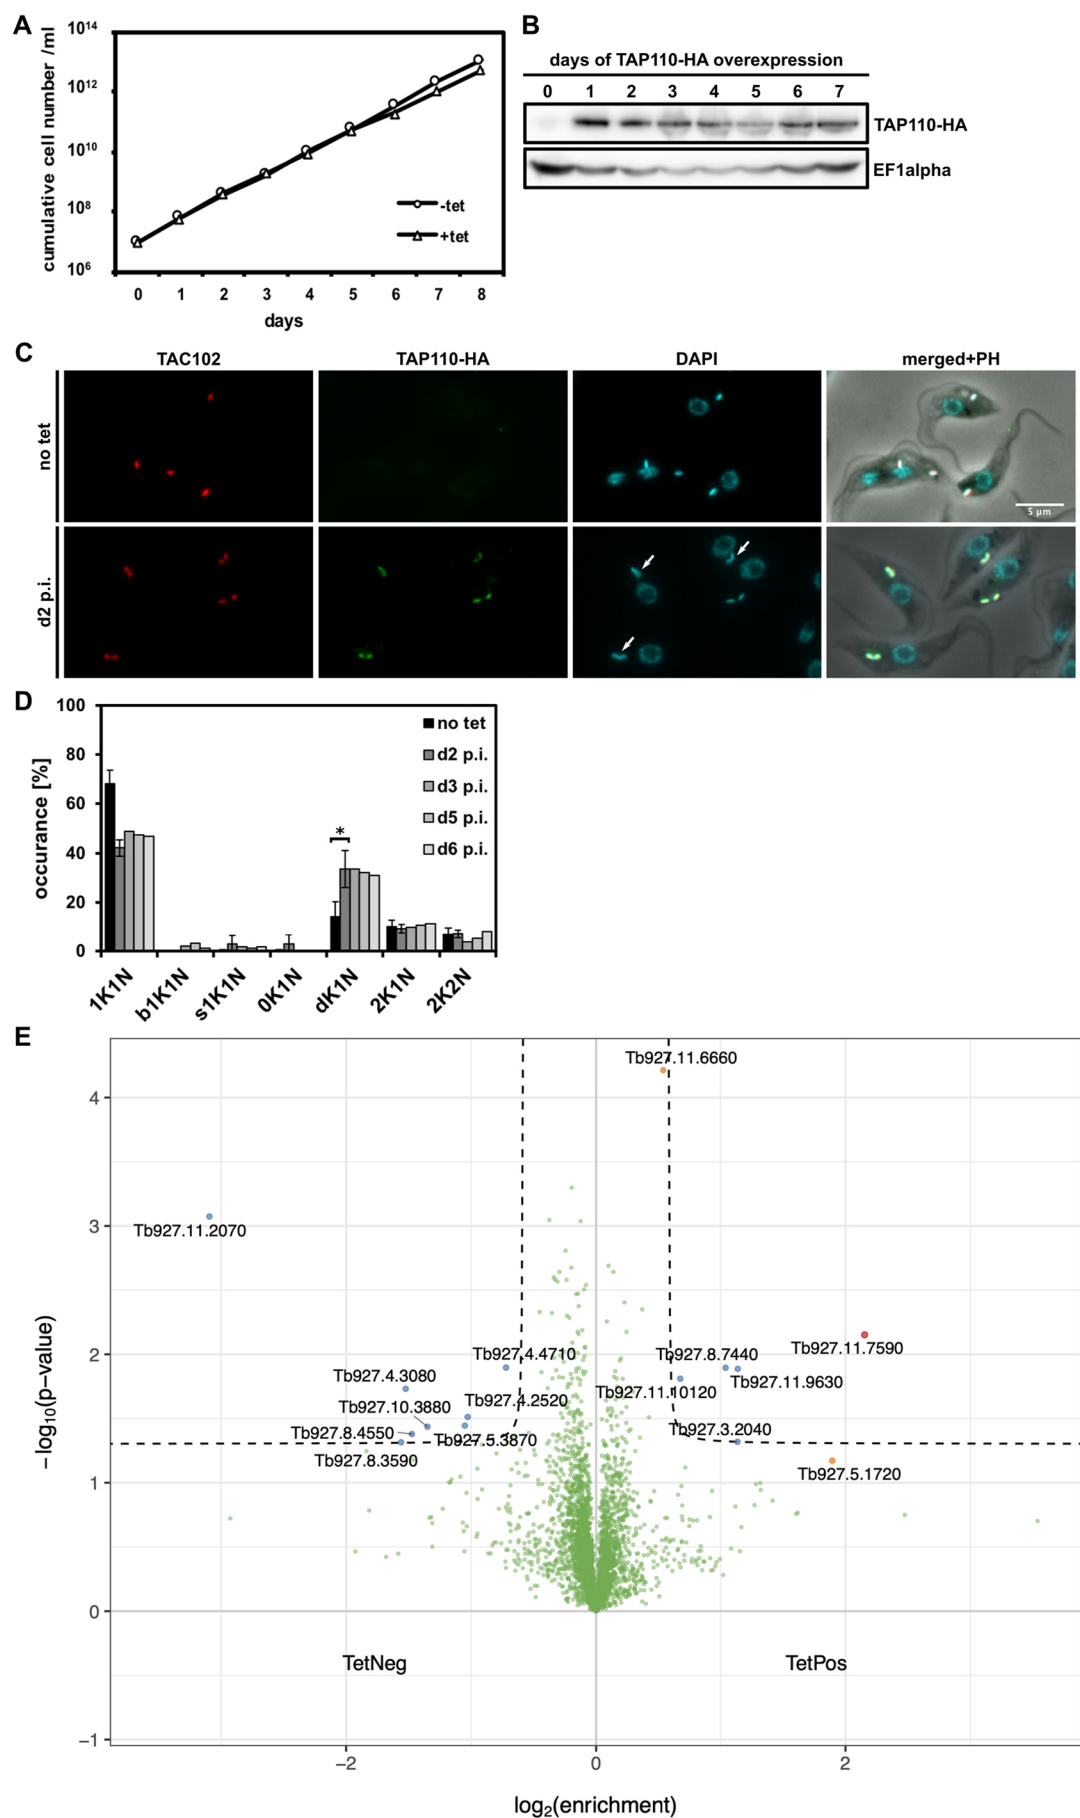 A
cumulative cell number /ml
10¹⁴
10¹²
10¹⁰
10⁸
10⁶
-tet
+tet
0 1 2 3 4 5 6 7 8
days
B
days of TAP110-HA overexpression
0 1 2 3 4 5 6 7
TAP110-HA
EF1alpha
C
TAC102 TAP110-HA DAPI merged+PH
no tet
5 µm
d2 p.i.
D
occurance [%]
100
80
60
40
20
0
*
no tet
d2 p.i.
d3 p.i.
d5 p.i.
d6 p.i.
1K1N b1K1N s1K1N 0K1N dK1N 2K1N 2K2N
E
−log₁₀(p−value)
4
3
2
1
0
−1
Tb927.11.6660
Tb927.11.2070
Tb927.11.7590
Tb927.4.4710
Tb927.8.7440
Tb927.4.3080
Tb927.11.9630
Tb927.11.10120
Tb927.4.2520
Tb927.10.3880
Tb927.3.2040
Tb927.8.4550
Tb927.5.3870
Tb927.8.3590
Tb927.5.1720
TetNeg TetPos
−2 0 2
log₂(enrichment)